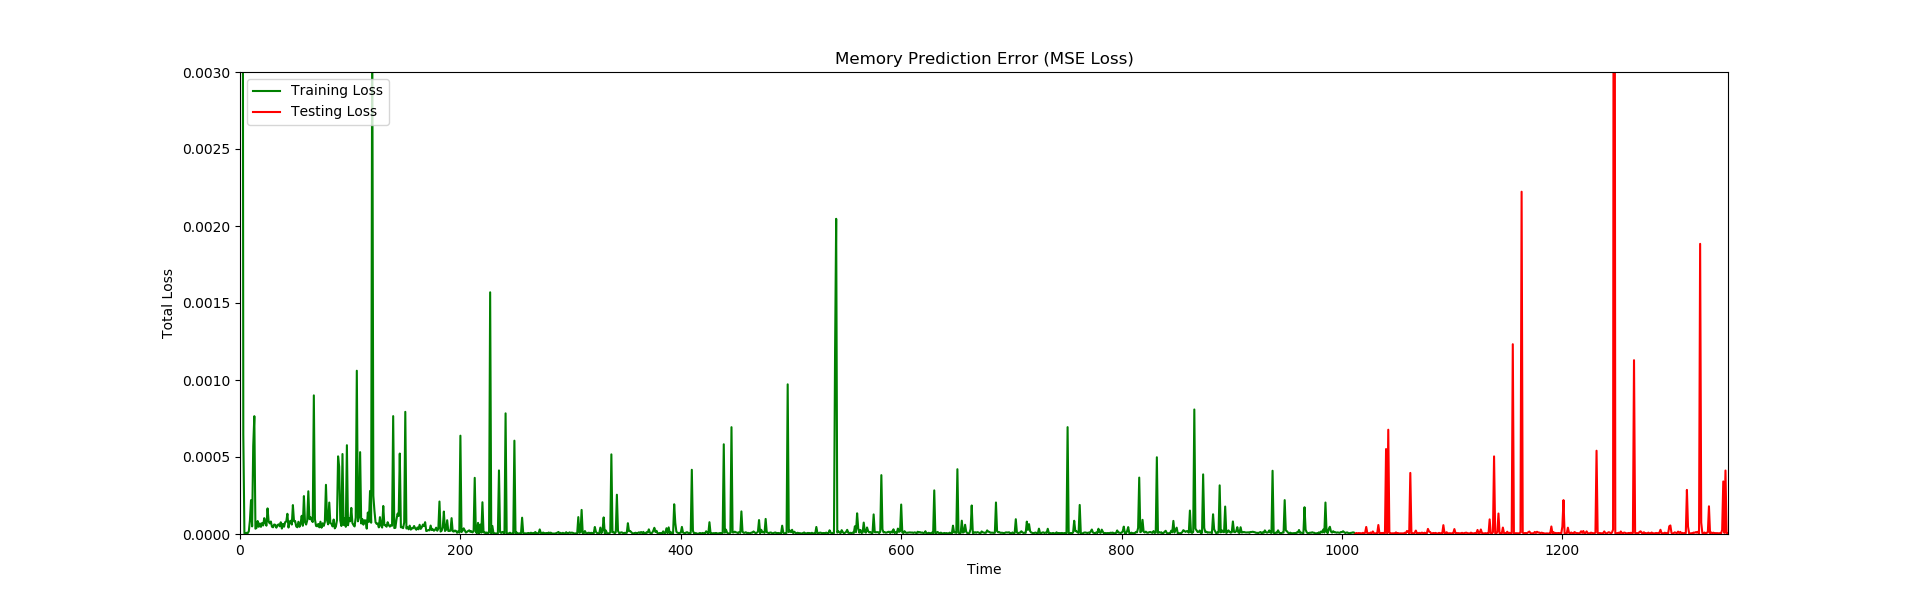 Memory Prediction Error (MSE Loss)
0.0030
0.0025
0.0020
0.0015
0.0010
0.0005
0.0000
Total Loss
Training Loss
Testing Loss
0
200
400
600
800
1000
1200
Time